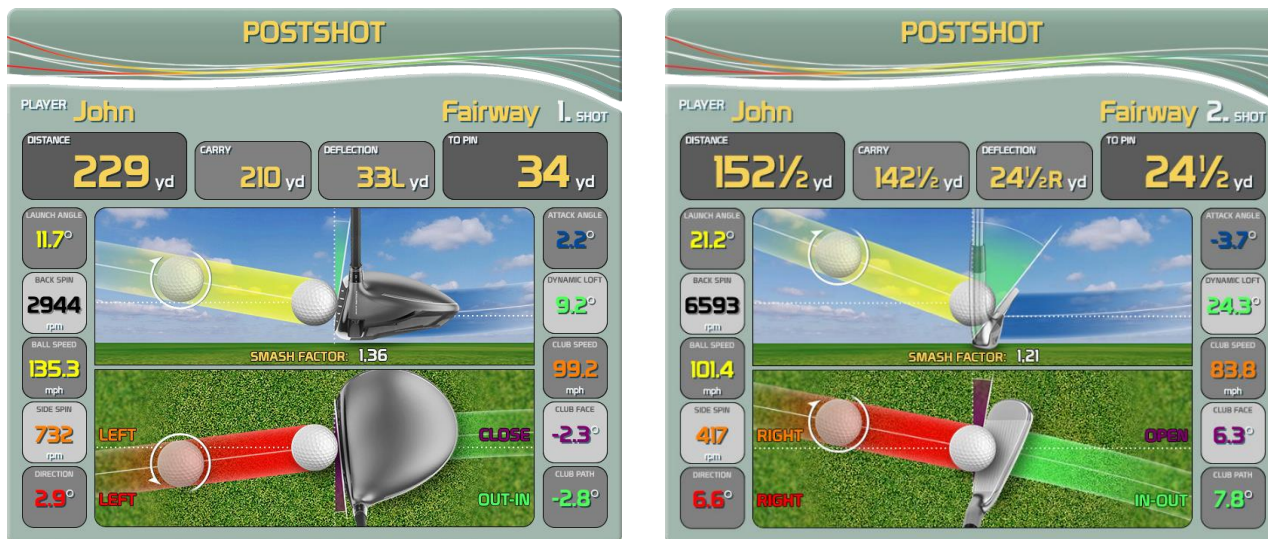 POSTSHOT
PLAYER John Fairway 1. SHOT
DISTANCE CARRY DEFLECTION TO PIN
229 yd 210 yd 33L yd 34 yd
LAUNCH ANGLE ATTACK ANGLE
11.7° 2.2°
BACK SPIN DYNAMIC LOFT
2944 9.2°
rpm
SMASH FACTOR: 1,36
BALL SPEED CLUB SPEED
135.3 99.2
mph mph
SIDE SPIN CLUB FACE
732 LEFT CLOSE -2.3°
rpm
DIRECTION CLUB PATH
2.9° LEFT OUT-IN -2.8°
POSTSHOT
PLAYER John Fairway 2. SHOT
DISTANCE CARRY DEFLECTION TO PIN
152½ yd 142½ yd 24½R yd 24½ yd
LAUNCH ANGLE ATTACK ANGLE
21.2° -3.7°
BACK SPIN DYNAMIC LOFT
6593 24.3°
rpm
SMASH FACTOR: 1,21
BALL SPEED CLUB SPEED
101.4 83.8
mph mph
SIDE SPIN CLUB FACE
417 RIGHT OPEN 6.3°
rpm
DIRECTION CLUB PATH
6.6° RIGHT IN-OUT 7.8°